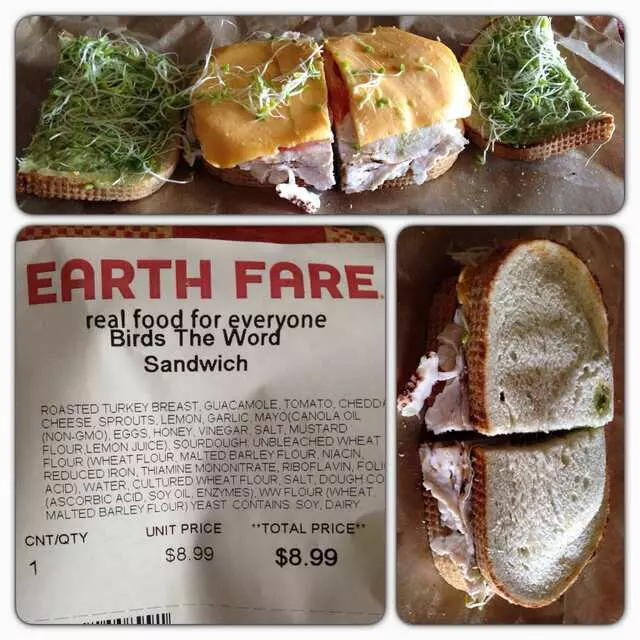 EARTH FARE
real food for everyone
Birds The Word
Sandwich
ROASTED TURKEY BREAST, GUACAMOLE, TOMATO, CHEDDA
CHEESE, SPROUTS, LEMON, GARLIC, MAYO(CANOLA OIL
(NON-GMO), EGGS, HONEY, VINEGAR, SALT, MUSTARD
FLOUR,LEMON JUICE), SOURDOUGH: UNBLEACHED WHEAT
FLOUR (WHEAT FLOUR, MALTED BARLEY FLOUR, NIACIN,
REDUCED IRON, THIAMINE MONONITRATE, RIBOFLAVIN, FOLI
ACID), WATER, CULTURED WHEAT FLOUR, SALT, DOUGH CO
(ASCORBIC ACID, SOY OIL, ENZYMES), WW FLOUR (WHEAT,
MALTED BARLEY FLOUR) YEAST CONTAINS: SOY, DAIRY
CNT/QTY UNIT PRICE **TOTAL PRICE**
1 $8.99 $8.99